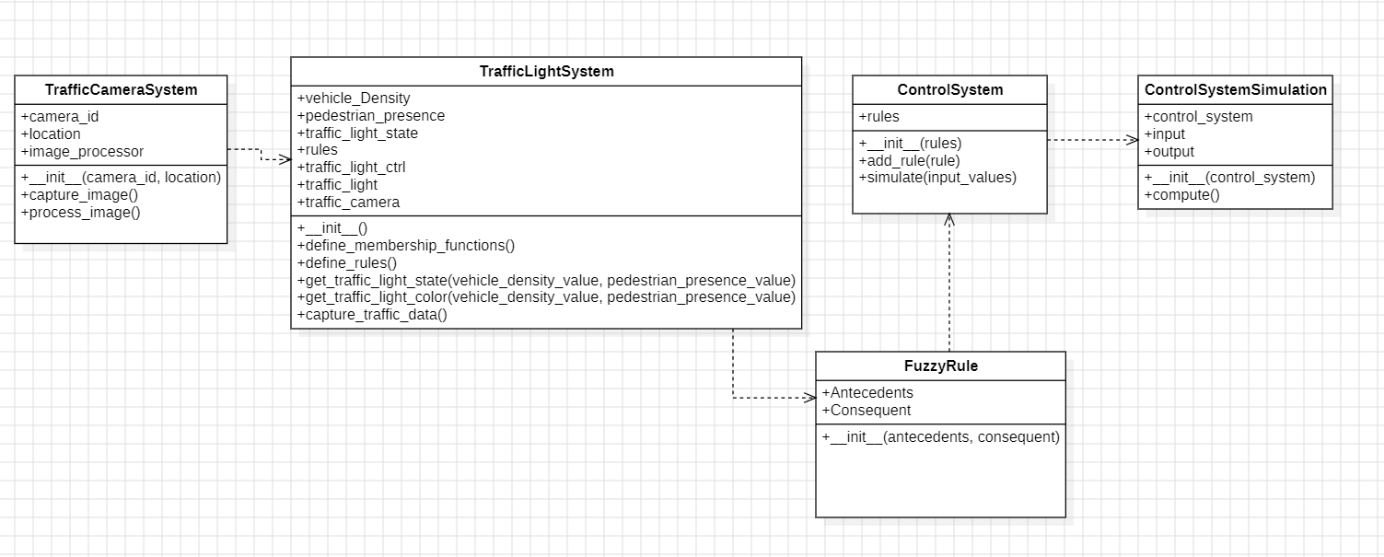 TrafficCameraSystem
+camera_id
+location
+image_processor
+__init__(camera_id, location)
+capture_image()
+process_image()
TrafficLightSystem
+vehicle_Density
+pedestrian_presence
+traffic_light_state
+rules
+traffic_light_ctrl
+traffic_light
+traffic_camera
+__init__()
+define_membership_functions()
+define_rules()
+get_traffic_light_state(vehicle_density_value, pedestrian_presence_value)
+get_traffic_light_color(vehicle_density_value, pedestrian_presence_value)
+capture_traffic_data()
ControlSystem
+rules
+__init__(rules)
+add_rule(rule)
+simulate(input_values)
ControlSystemSimulation
+control_system
+input
+output
+__init__(control_system)
+compute()
FuzzyRule
+Antecedents
+Consequent
+__init__(antecedents, consequent)